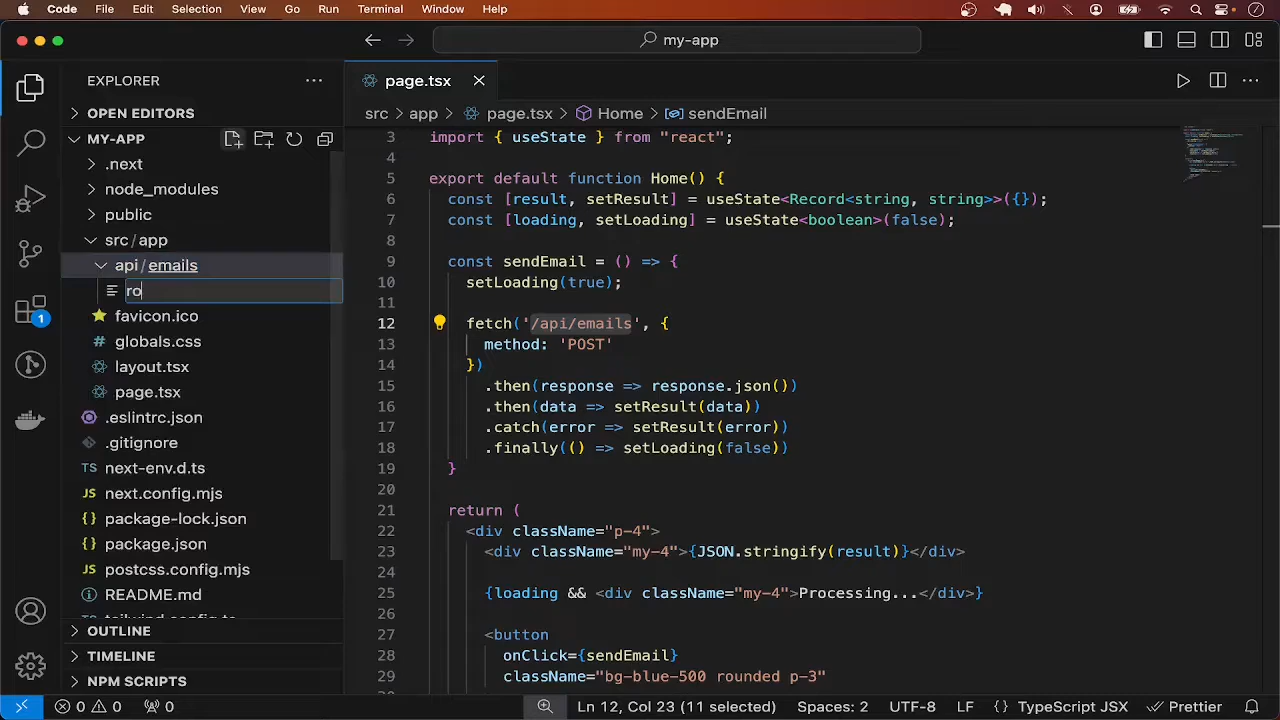 Code File Edit Selection View Go Run Terminal Window Help
my-app
EXPLORER
OPEN EDITORS
MY-APP
.next
node_modules
public
src/app
api/emails
ro
favicon.ico
globals.css
layout.tsx
page.tsx
.eslintrc.json
.gitignore
TS next-env.d.ts
JS next.config.mjs
{} package-lock.json
{} package.json
JS postcss.config.mjs
README.md
tailwind.config.ts
OUTLINE
TIMELINE
NPM SCRIPTS
1
page.tsx
src > app > page.tsx > Home > sendEmail
3 import { useState } from "react";
4
5 export default function Home() {
6 const [result, setResult] = useState<Record<string, string>>({});
7 const [loading, setLoading] = useState<boolean>(false);
8
9 const sendEmail = () => {
10 setLoading(true);
11
12 fetch('/api/emails', {
13 method: 'POST'
14 })
15 .then(response => response.json())
16 .then(data => setResult(data))
17 .catch(error => setResult(error))
18 .finally(() => setLoading(false))
19 }
20
21 return (
22 <div className="p-4">
23 <div className="my-4">{JSON.stringify(result)}</div>
24
25 {loading && <div className="my-4">Processing...</div>}
26
27 <button
28 onClick={sendEmail}
29 className="bg-blue-500 rounded p-3"
0 0 0 Ln 12, Col 23 (11 selected) Spaces: 2 UTF-8 LF {} TypeScript JSX Prettier